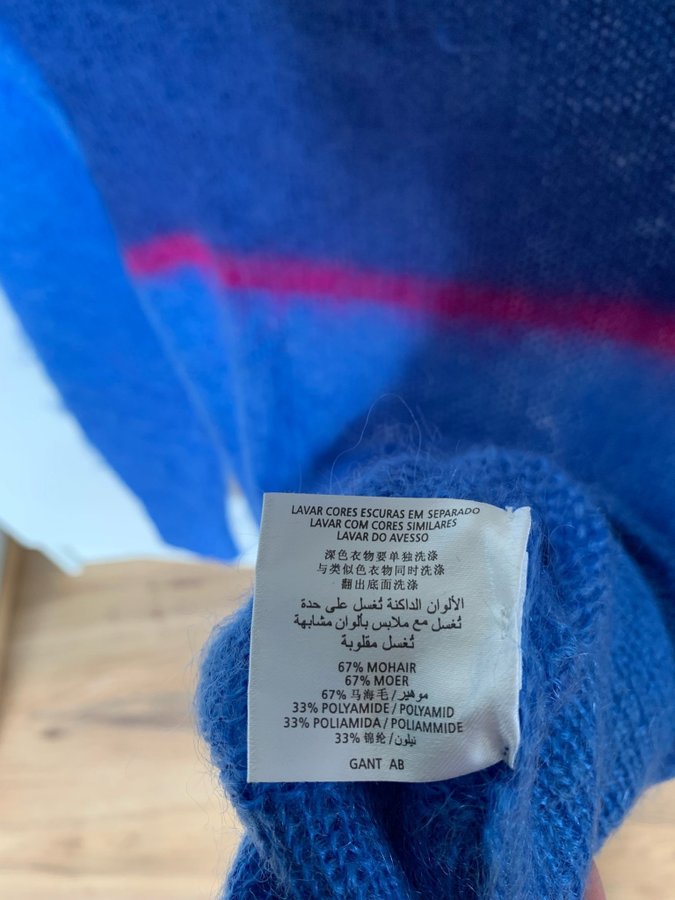 LAVAR CORES ESCURAS EM SEPARADO
LAVAR COM CORES SIMILARES
LAVAR DO AVESSO
深色衣物要单独洗涤
与类似色衣物同时洗涤
翻出底面洗涤
الألوان الداكنة تُغسل على حدة
تُغسل مع ملابس بألوان مشابهة
تُغسل مقلوبة
67% MOHAIR
67% MOER
67% 马海毛/موهير
33% POLYAMIDE/POLYAMID
33% POLIAMIDA/POLIAMMIDE
33% 锦纶/نيلون
GANT AB